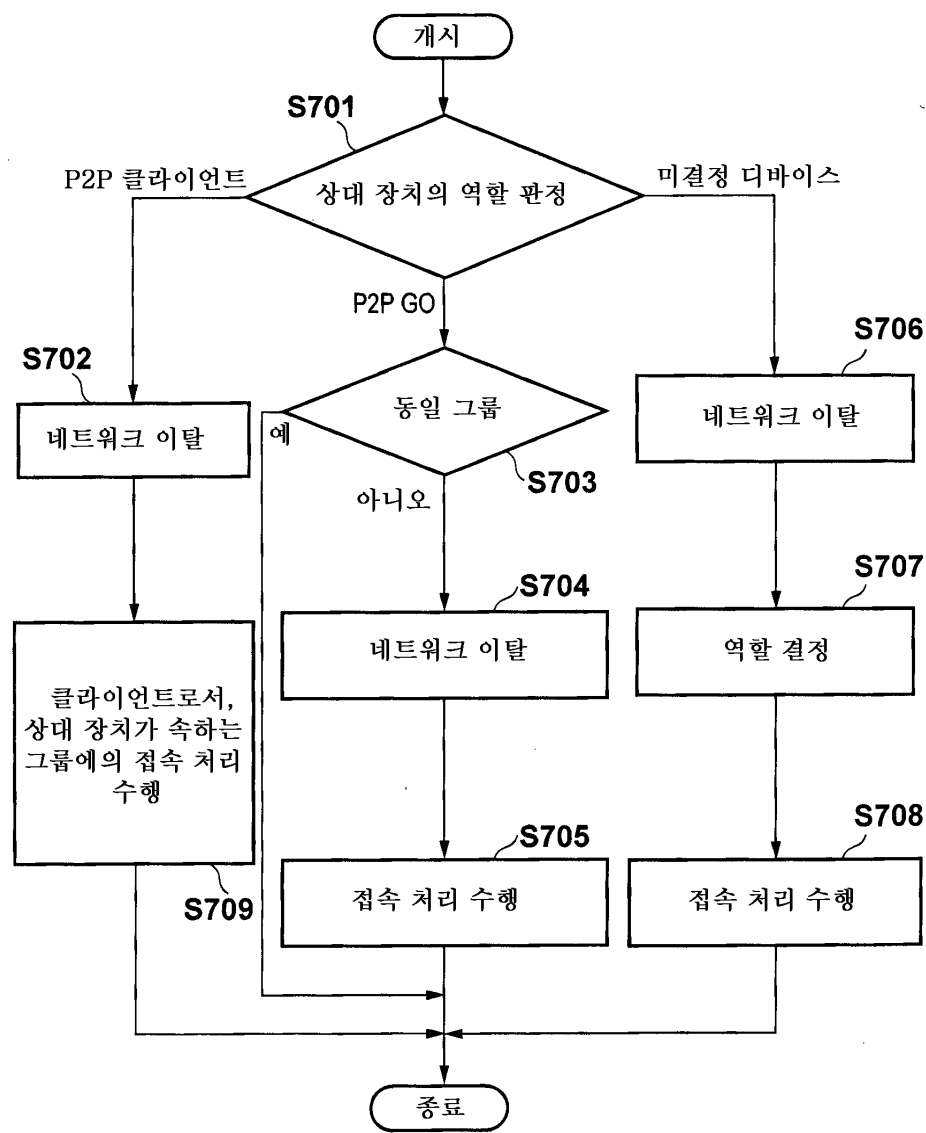 개시
S701
P2P 클라이언트
상대 장치의 역할 판정
미결정 디바이스
P2P GO
S702
네트워크 이탈
동일 그룹
예
S703
아니오
S706
네트워크 이탈
S704
네트워크 이탈
S707
역할 결정
클라이언트로서,
상대 장치가 속하는
그룹에의 접속 처리
수행
S709
S705
접속 처리 수행
S708
접속 처리 수행
종료